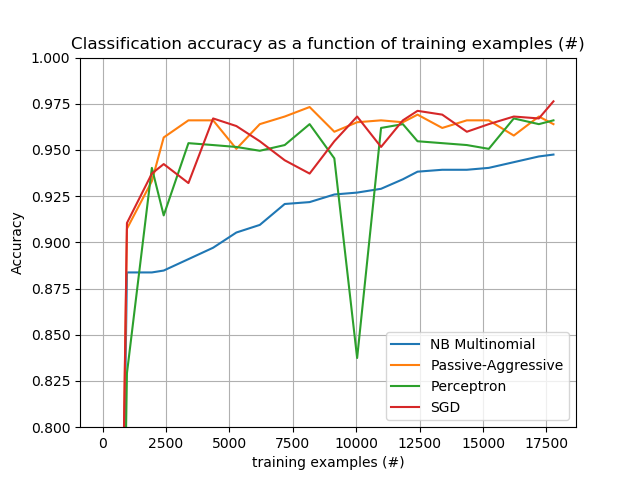 Classification accuracy as a function of training examples (#)
1.000
0.975
0.950
0.925
0.900
0.875
0.850
0.825
0.800
Accuracy
NB Multinomial
Passive-Aggressive
Perceptron
SGD
0 2500 5000 7500 10000 12500 15000 17500
training examples (#)